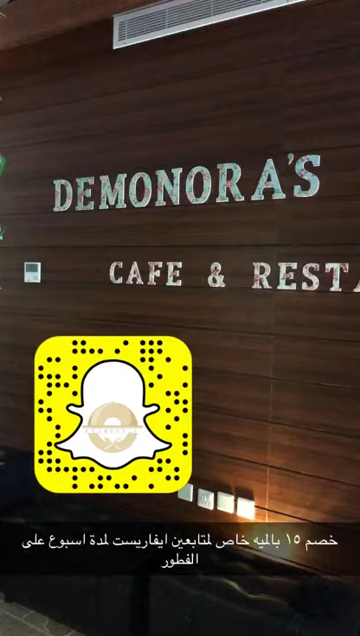 DEMONORA'S
CAFE & RESTA
خصم ١٥ بالميه خاص لمتابعين ايفاريست لمدة اسبوع على
الفطور